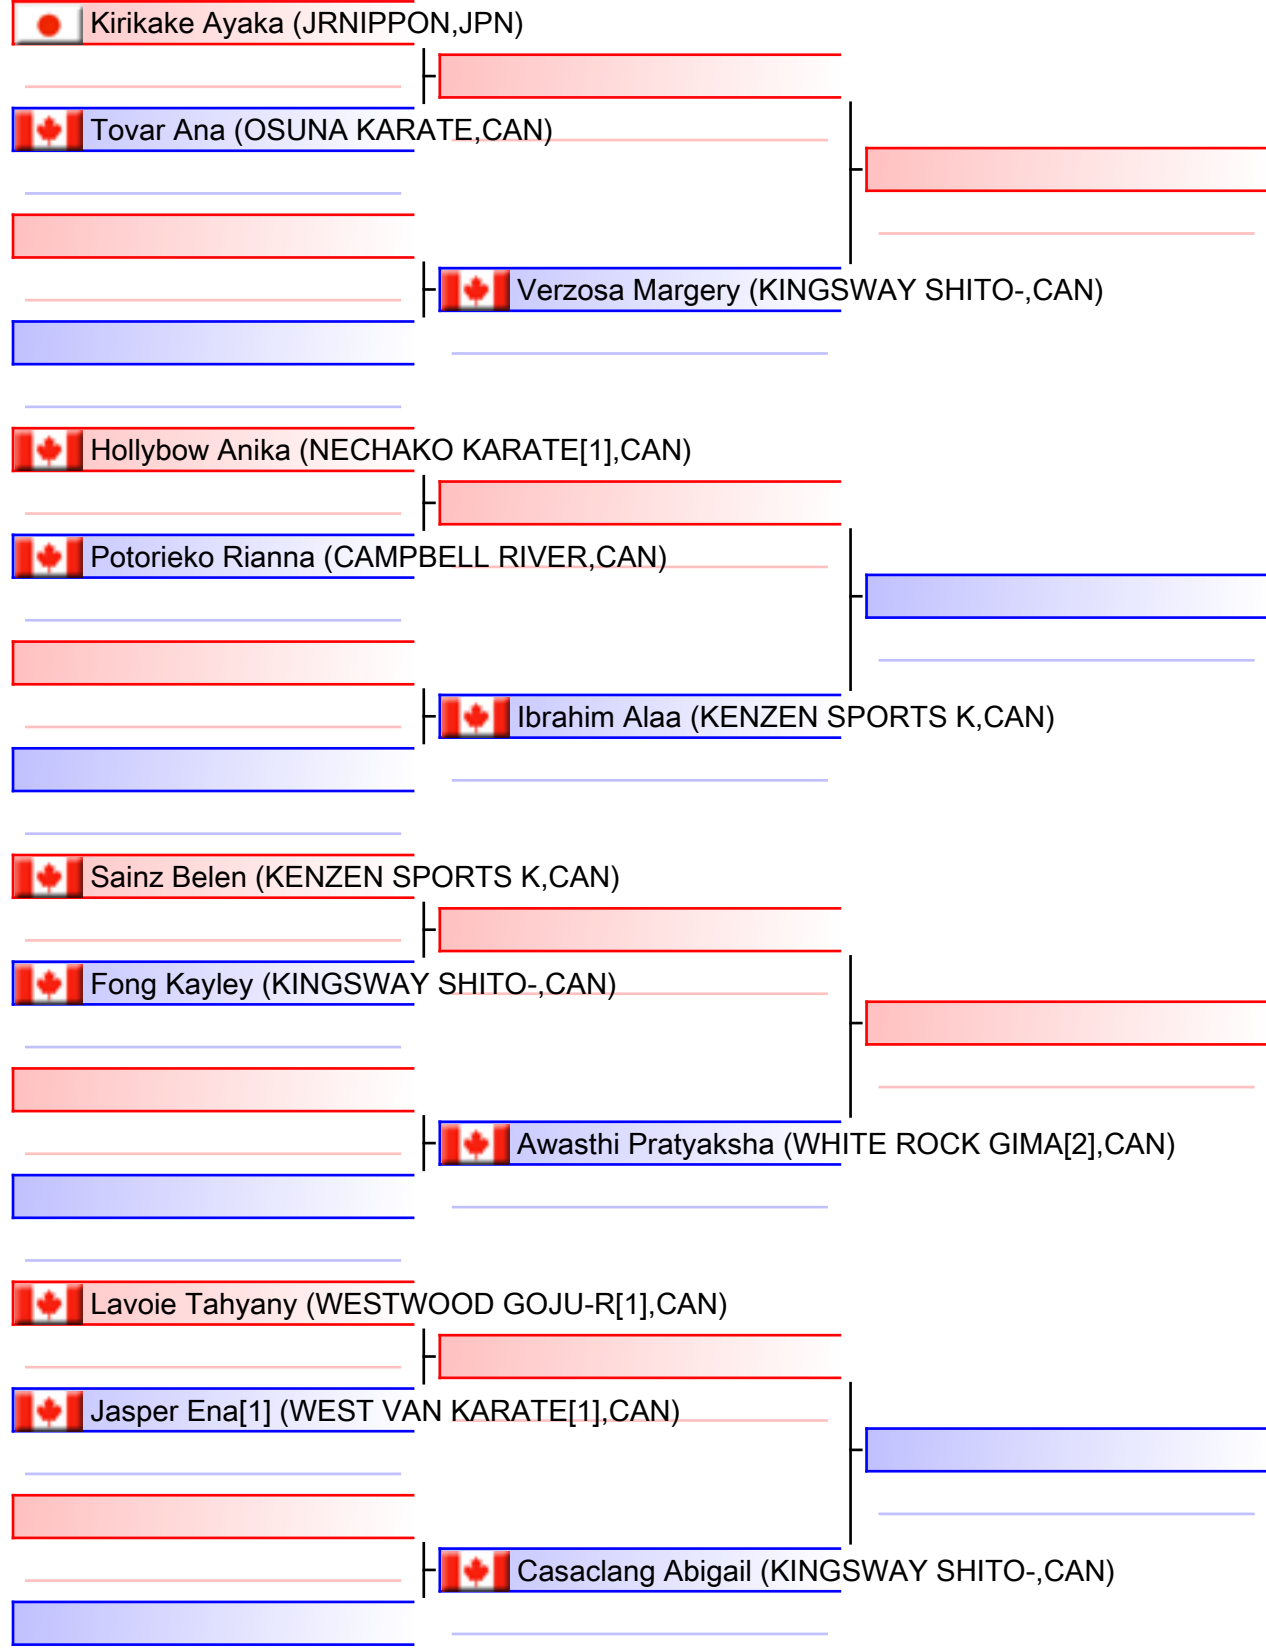 Kirikake Ayaka (JRNIPPON,JPN)
Tovar Ana (OSUNA KARATE,CAN)
Verzosa Margery (KINGSWAY SHITO-,CAN)
Hollybow Anika (NECHAKO KARATE[1],CAN)
Potorieko Rianna (CAMPBELL RIVER,CAN)
Ibrahim Alaa (KENZEN SPORTS K,CAN)
Sainz Belen (KENZEN SPORTS K,CAN)
Fong Kayley (KINGSWAY SHITO-,CAN)
Awasthi Pratyaksha (WHITE ROCK GIMA[2],CAN)
Lavoie Tahyany (WESTWOOD GOJU-R[1],CAN)
Jasper Ena[1] (WEST VAN KARATE[1],CAN)
Casaclang Abigail (KINGSWAY SHITO-,CAN)